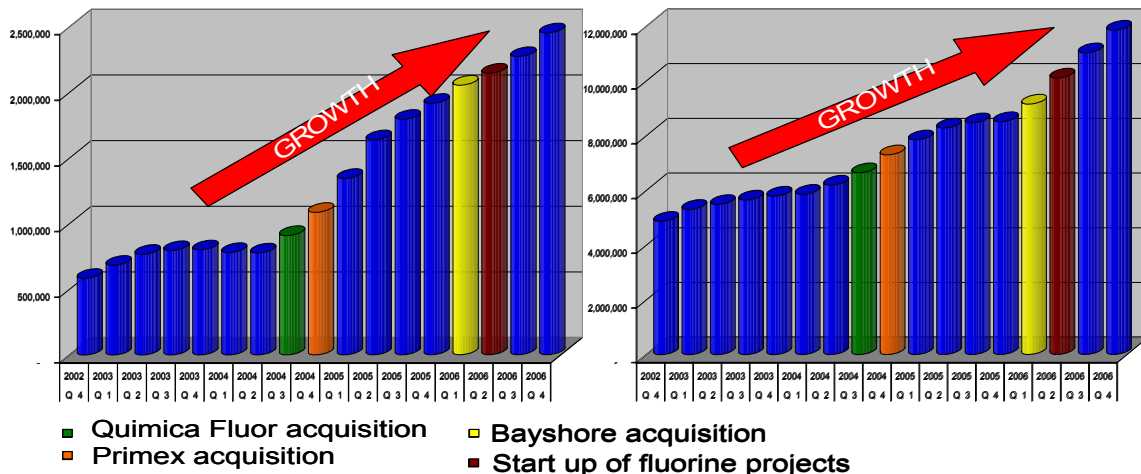 2,500,000
2,000,000
1,500,000
1,000,000
500,000
-
GROWTH
2002 2003 2003 2003 2003 2004 2004 2004 2004 2005 2005 2005 2005 2006 2006 2006 2006
Q 4 Q 1 Q 2 Q 3 Q 4 Q 1 Q 2 Q 3 Q 4 Q 1 Q 2 Q 3 Q 4 Q 1 Q 2 Q 3 Q 4
12,000,000
10,000,000
8,000,000
6,000,000
4,000,000
2,000,000
-
GROWTH
2002 2003 2003 2003 2003 2004 2004 2004 2004 2005 2005 2005 2005 2006 2006 2006 2006
Q 4 Q 1 Q 2 Q 3 Q 4 Q 1 Q 2 Q 3 Q 4 Q 1 Q 2 Q 3 Q 4 Q 1 Q 2 Q 3 Q 4
Quimica Fluor acquisition
Primex acquisition
Bayshore acquisition
Start up of fluorine projects